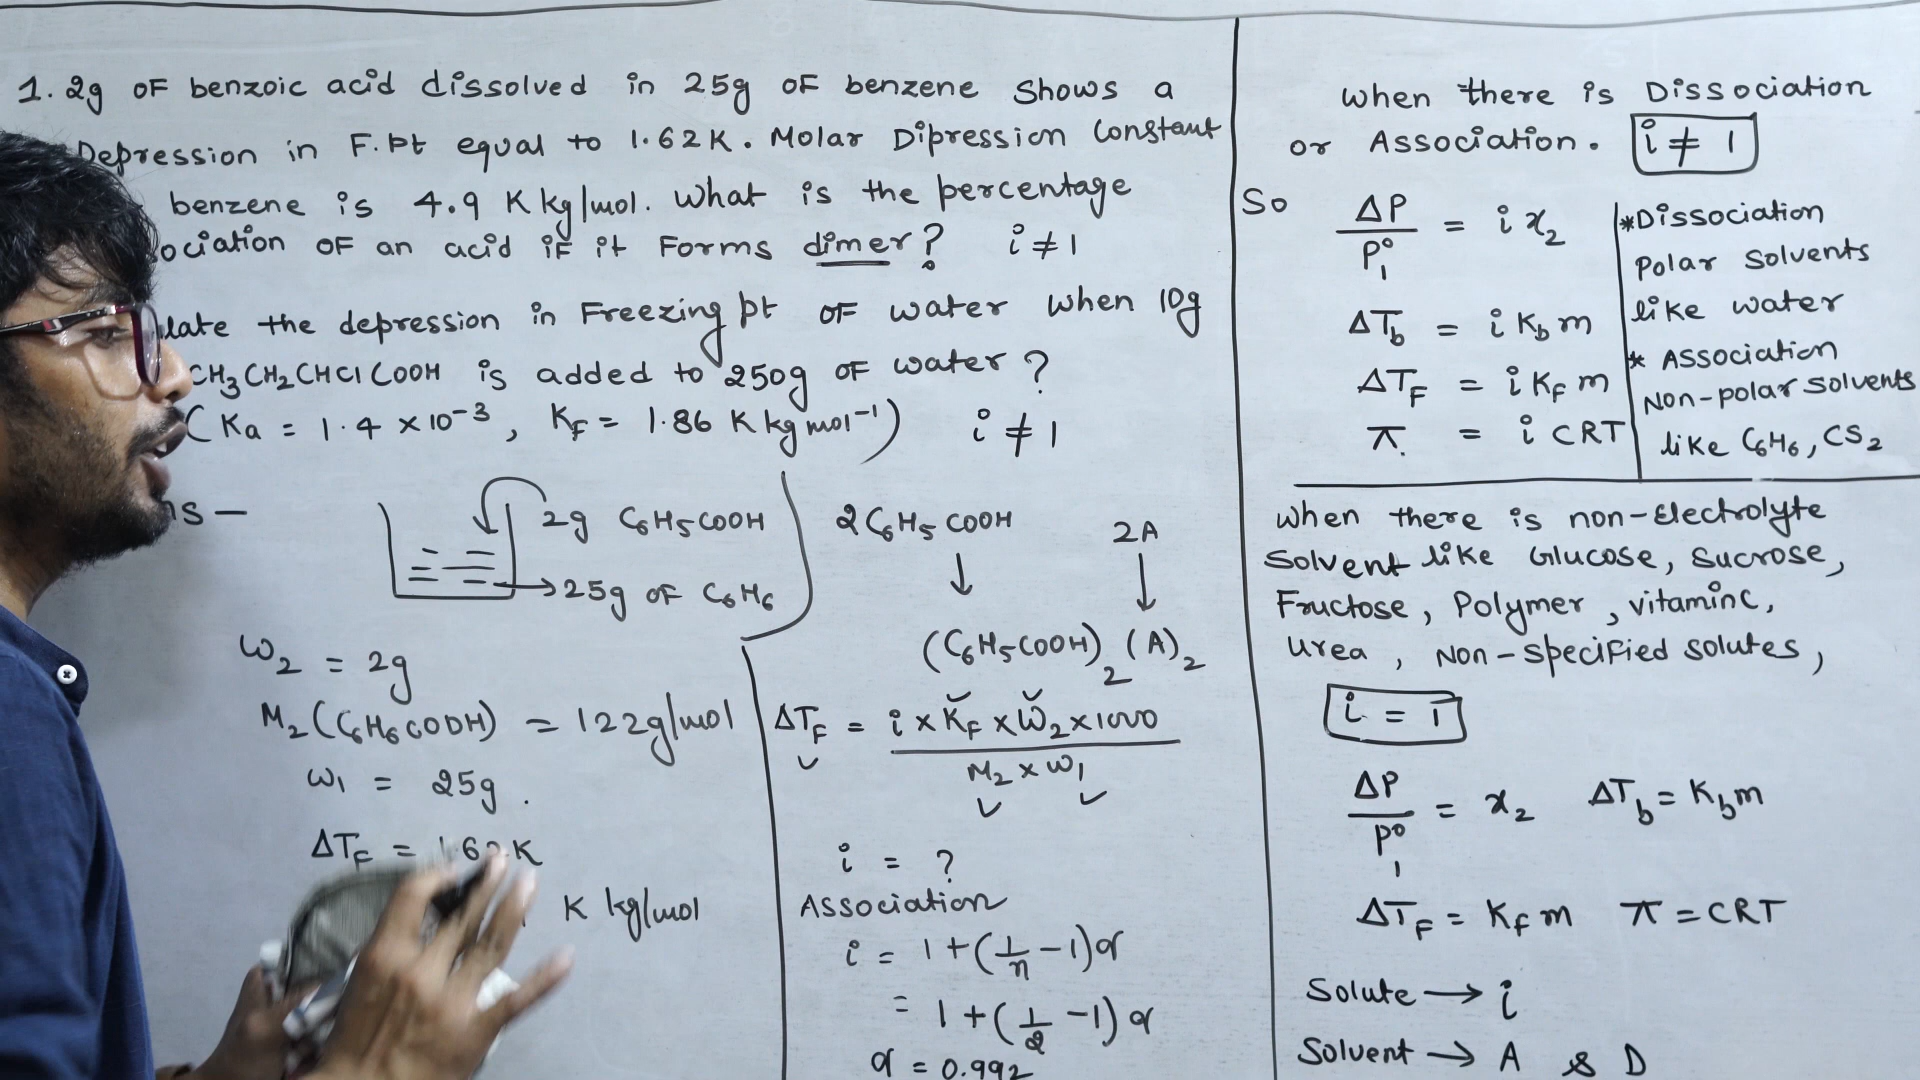 1. 2g OF benzoic acid dissolved in 25g OF benzene shows a
Depression in F.Pt equal to 1.62K. Molar Dipression Constant
benzene is 4.9 K kg/mol. What is the percentage
ociation OF an acid if it Forms dimer? i ≠ 1
late the depression in Freezing pt OF water when 10g
CH3CH2CHClCOOH is added to 250g OF water?
(Ka = 1.4 × 10^-3, KF = 1.86 K kg mol^-1) i ≠ 1
ns –
2g C6H5COOH
→ 25g OF C6H6
W2 = 2g
M2(C6H6COOH) = 122g/mol
W1 = 25g.
ΔTF = 1.62K
K kg/mol
2C6H5COOH 2A
↓ ↓
(C6H5COOH)2 (A)2
ΔTF = i × KF × W2 × 1000
M2 × W1
i = ?
Association
i = 1 + (1/n − 1)α
= 1 + (1/2 − 1)α
α = 0.992
When there is Dissociation
or Association. i ≠ 1
So ΔP/P1° = i x2
ΔTb = i Kb m
ΔTF = i KF m
π. = i CRT
*Dissociation
Polar Solvents
like water
* Association
Non-polar solvents
like C6H6, CS2
When there is non-Electrolyte
Solvent like Glucose, Sucrose,
Fructose, Polymer, vitaminc,
Urea, Non-specified solutes,
i = 1
ΔP/P1° = x2 ΔTb = Kbm
ΔTF = KF m π = CRT
Solute → i
Solvent → A & D